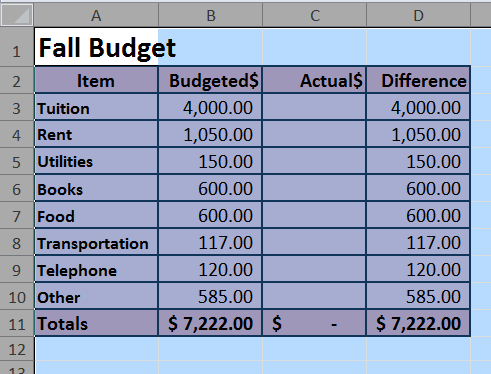 A B C D
1 Fall Budget
2 Item Budgeted$ Actual$ Difference
3 Tuition 4,000.00 4,000.00
4 Rent 1,050.00 1,050.00
5 Utilities 150.00 150.00
6 Books 600.00 600.00
7 Food 600.00 600.00
8 Transportation 117.00 117.00
9 Telephone 120.00 120.00
10 Other 585.00 585.00
11 Totals $ 7,222.00 $ - $ 7,222.00
12
13